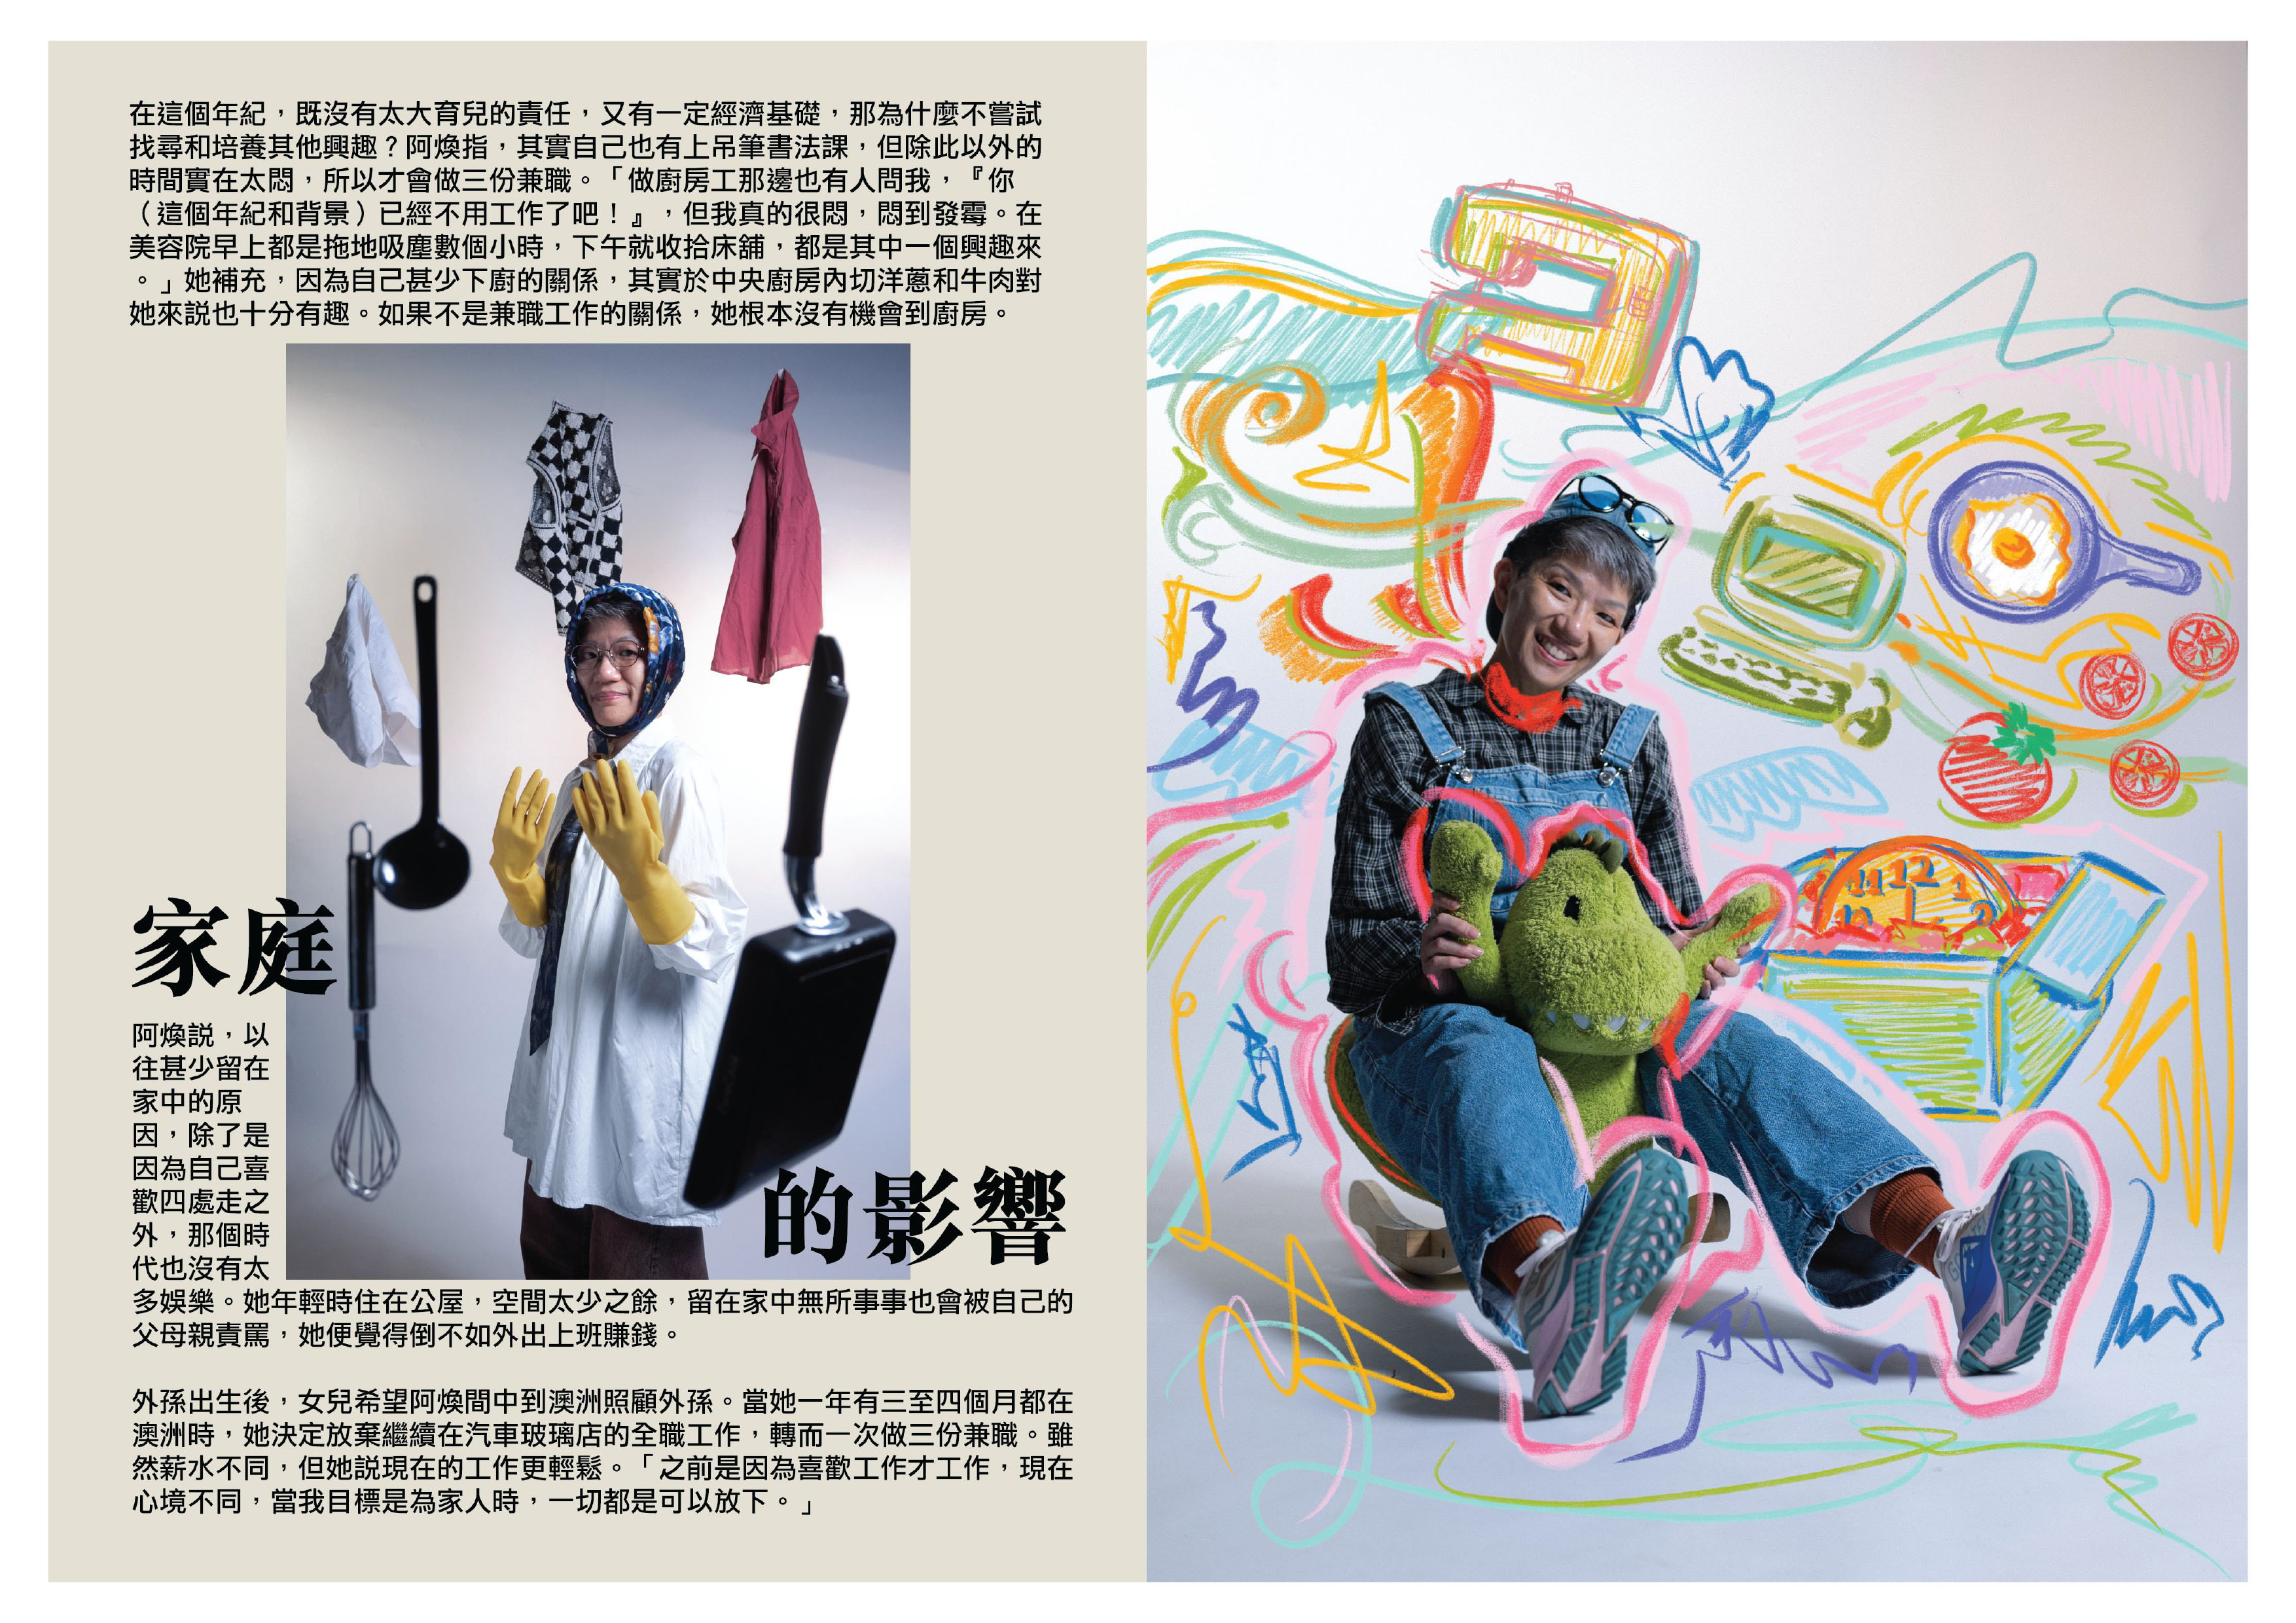 在這個年紀，既沒有太大育兒的責任，又有一定經濟基礎，那為什麼不嘗試
找尋和培養其他興趣？阿煥指，其實自己也有上吊筆書法課，但除此以外的
時間實在太悶，所以才會做三份兼職。「做廚房工那邊也有人問我，『你
（這個年紀和背景）已經不用工作了吧！』，但我真的很悶，悶到發霉。在
美容院早上都是拖地吸塵數個小時，下午就收拾床舖，都是其中一個興趣來
。」她補充，因為自己甚少下廚的關係，其實於中央廚房內切洋蔥和牛肉對
她來説也十分有趣。如果不是兼職工作的關係，她根本沒有機會到廚房。
家庭
的影響
阿煥説，以
往甚少留在
家中的原
因，除了是
因為自己喜
歡四處走之
外，那個時
代也沒有太
多娛樂。她年輕時住在公屋，空間太少之餘，留在家中無所事事也會被自己的
父母親責罵，她便覺得倒不如外出上班賺錢。
外孫出生後，女兒希望阿煥間中到澳洲照顧外孫。當她一年有三至四個月都在
澳洲時，她決定放棄繼續在汽車玻璃店的全職工作，轉而一次做三份兼職。雖
然薪水不同，但她説現在的工作更輕鬆。「之前是因為喜歡工作才工作，現在
心境不同，當我目標是為家人時，一切都是可以放下。」
11 12 1